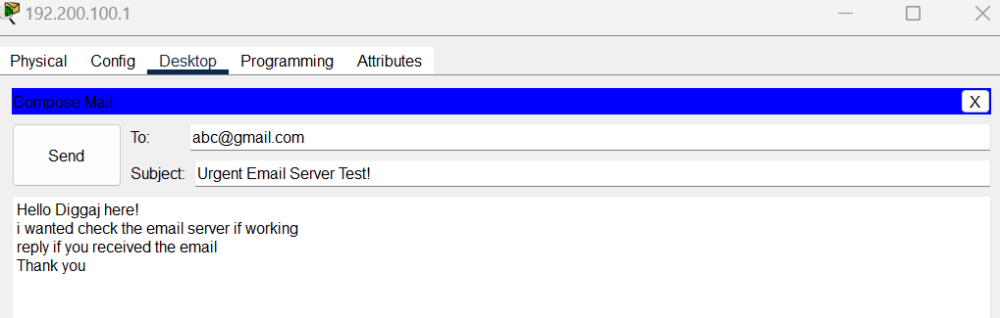 192.200.100.1
Physical Config Desktop Programming Attributes
Compose Mail X
Send
To: abc@gmail.com
Subject: Urgent Email Server Test!
Hello Diggaj here!
i wanted check the email server if working
reply if you received the email
Thank you